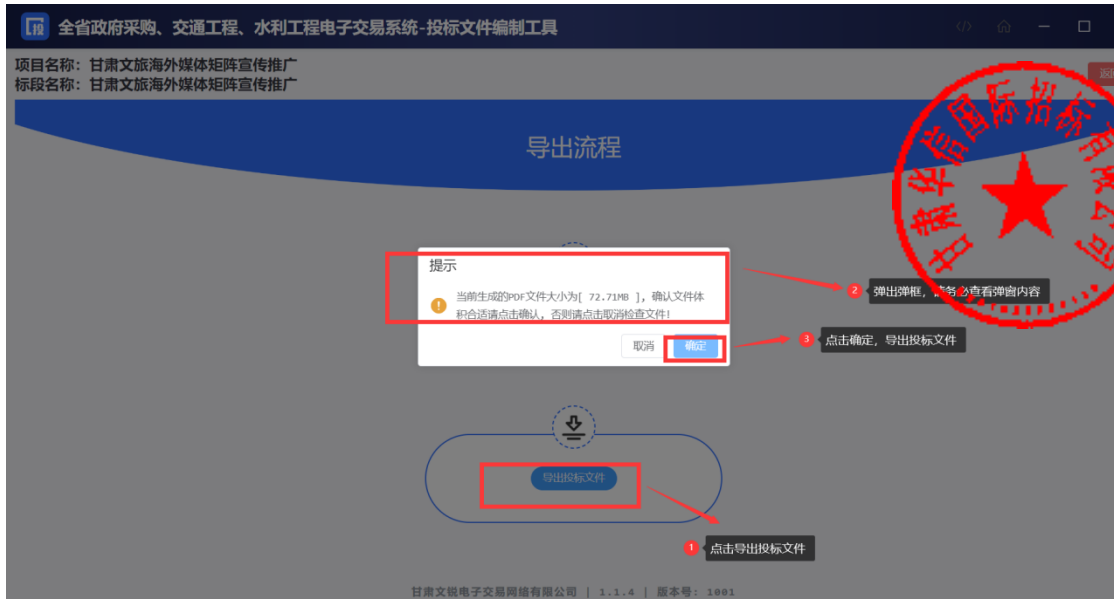 全省政府采购、交通工程、水利工程电子交易系统-投标文件编制工具
项目名称：甘肃文旅海外媒体矩阵宣传推广
标段名称：甘肃文旅海外媒体矩阵宣传推广
导出流程
甘肃华信国际招标有限公司
提示
当前生成的PDF文件大小为[ 72.71MB ]，确认文件体
积合适请点击确认，否则请点击取消检查文件！
取消
确定
2 弹出弹框，请务必查看弹窗内容
3 点击确定，导出投标文件
导出投标文件
1 点击导出投标文件
甘肃文锐电子交易网络有限公司 | 1.1.4 | 版本号: 1001